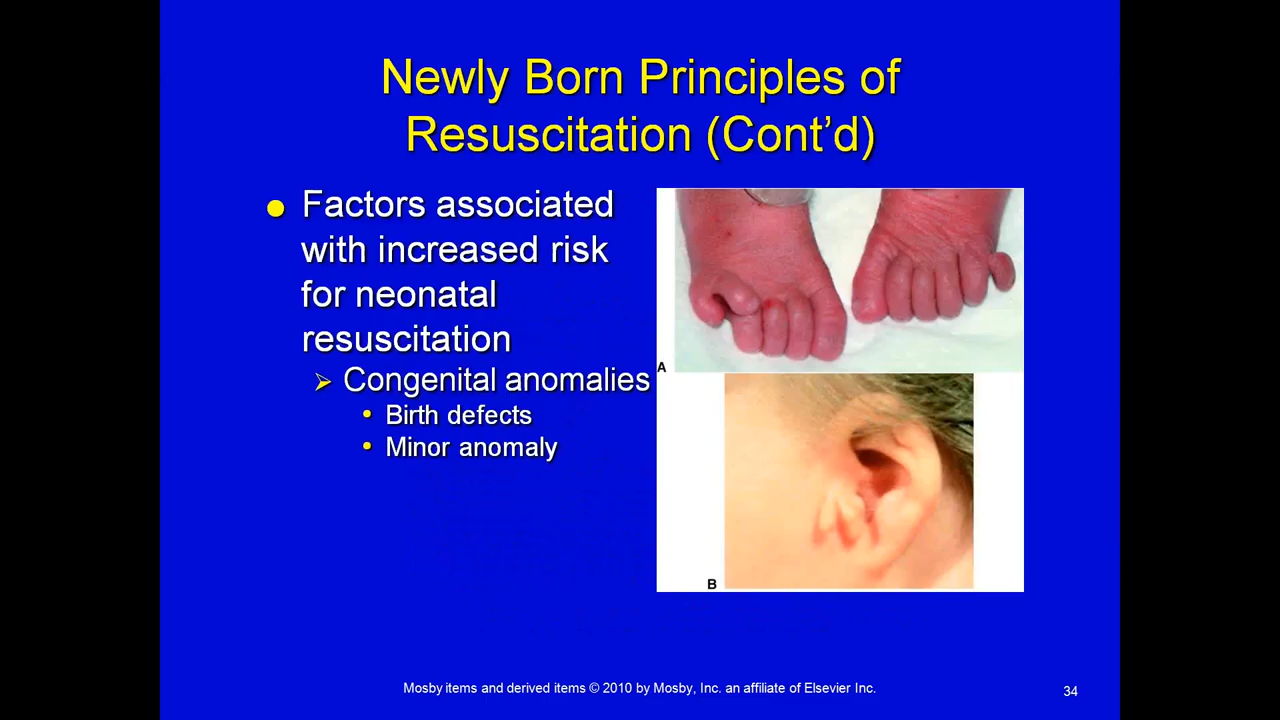 Newly Born Principles of
Resuscitation (Cont’d)
Factors associated
with increased risk
for neonatal
resuscitation
Congenital anomalies
Birth defects
Minor anomaly
A
B
Mosby items and derived items © 2010 by Mosby, Inc. an affiliate of Elsevier Inc.
34